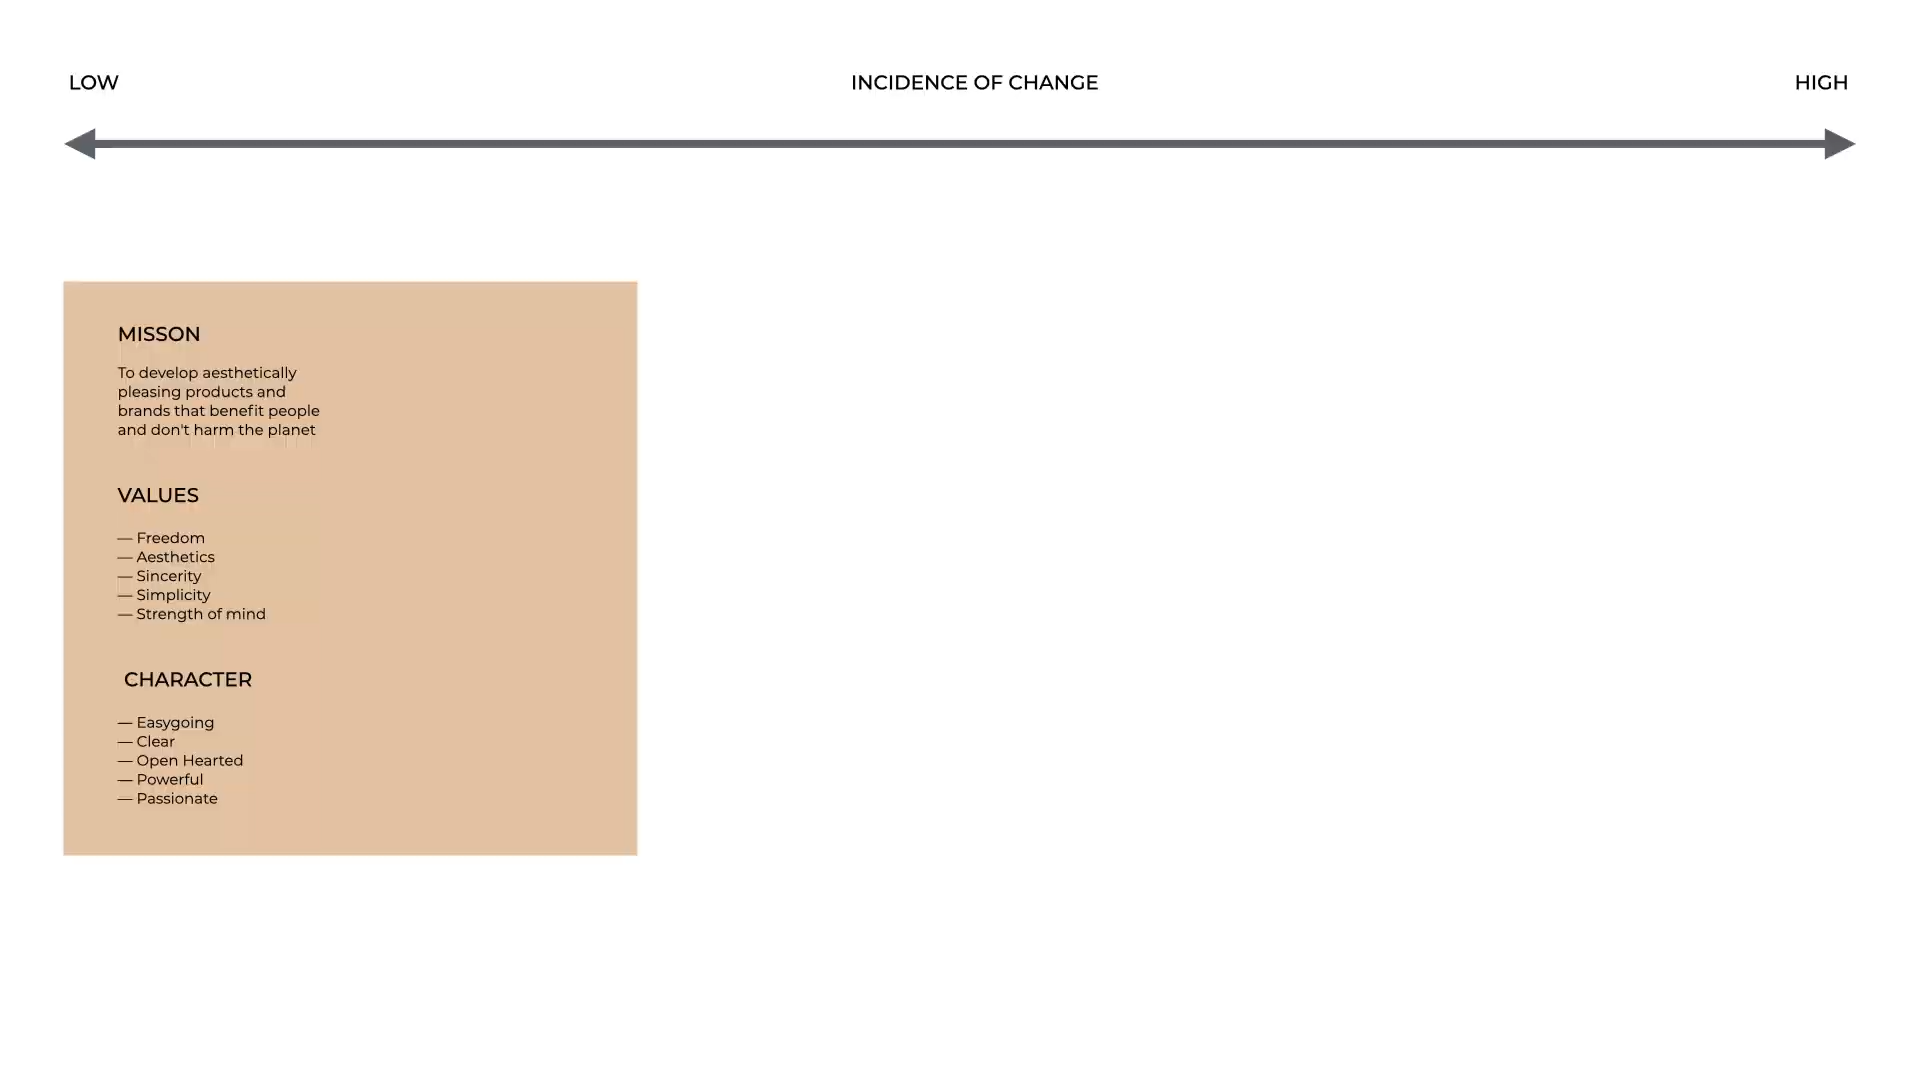 LOW
INCIDENCE OF CHANGE
HIGH
MISSON
To develop aesthetically
pleasing products and
brands that benefit people
and don't harm the planet
VALUES
— Freedom
— Aesthetics
— Sincerity
— Simplicity
— Strength of mind
CHARACTER
— Easygoing
— Clear
— Open Hearted
— Powerful
— Passionate